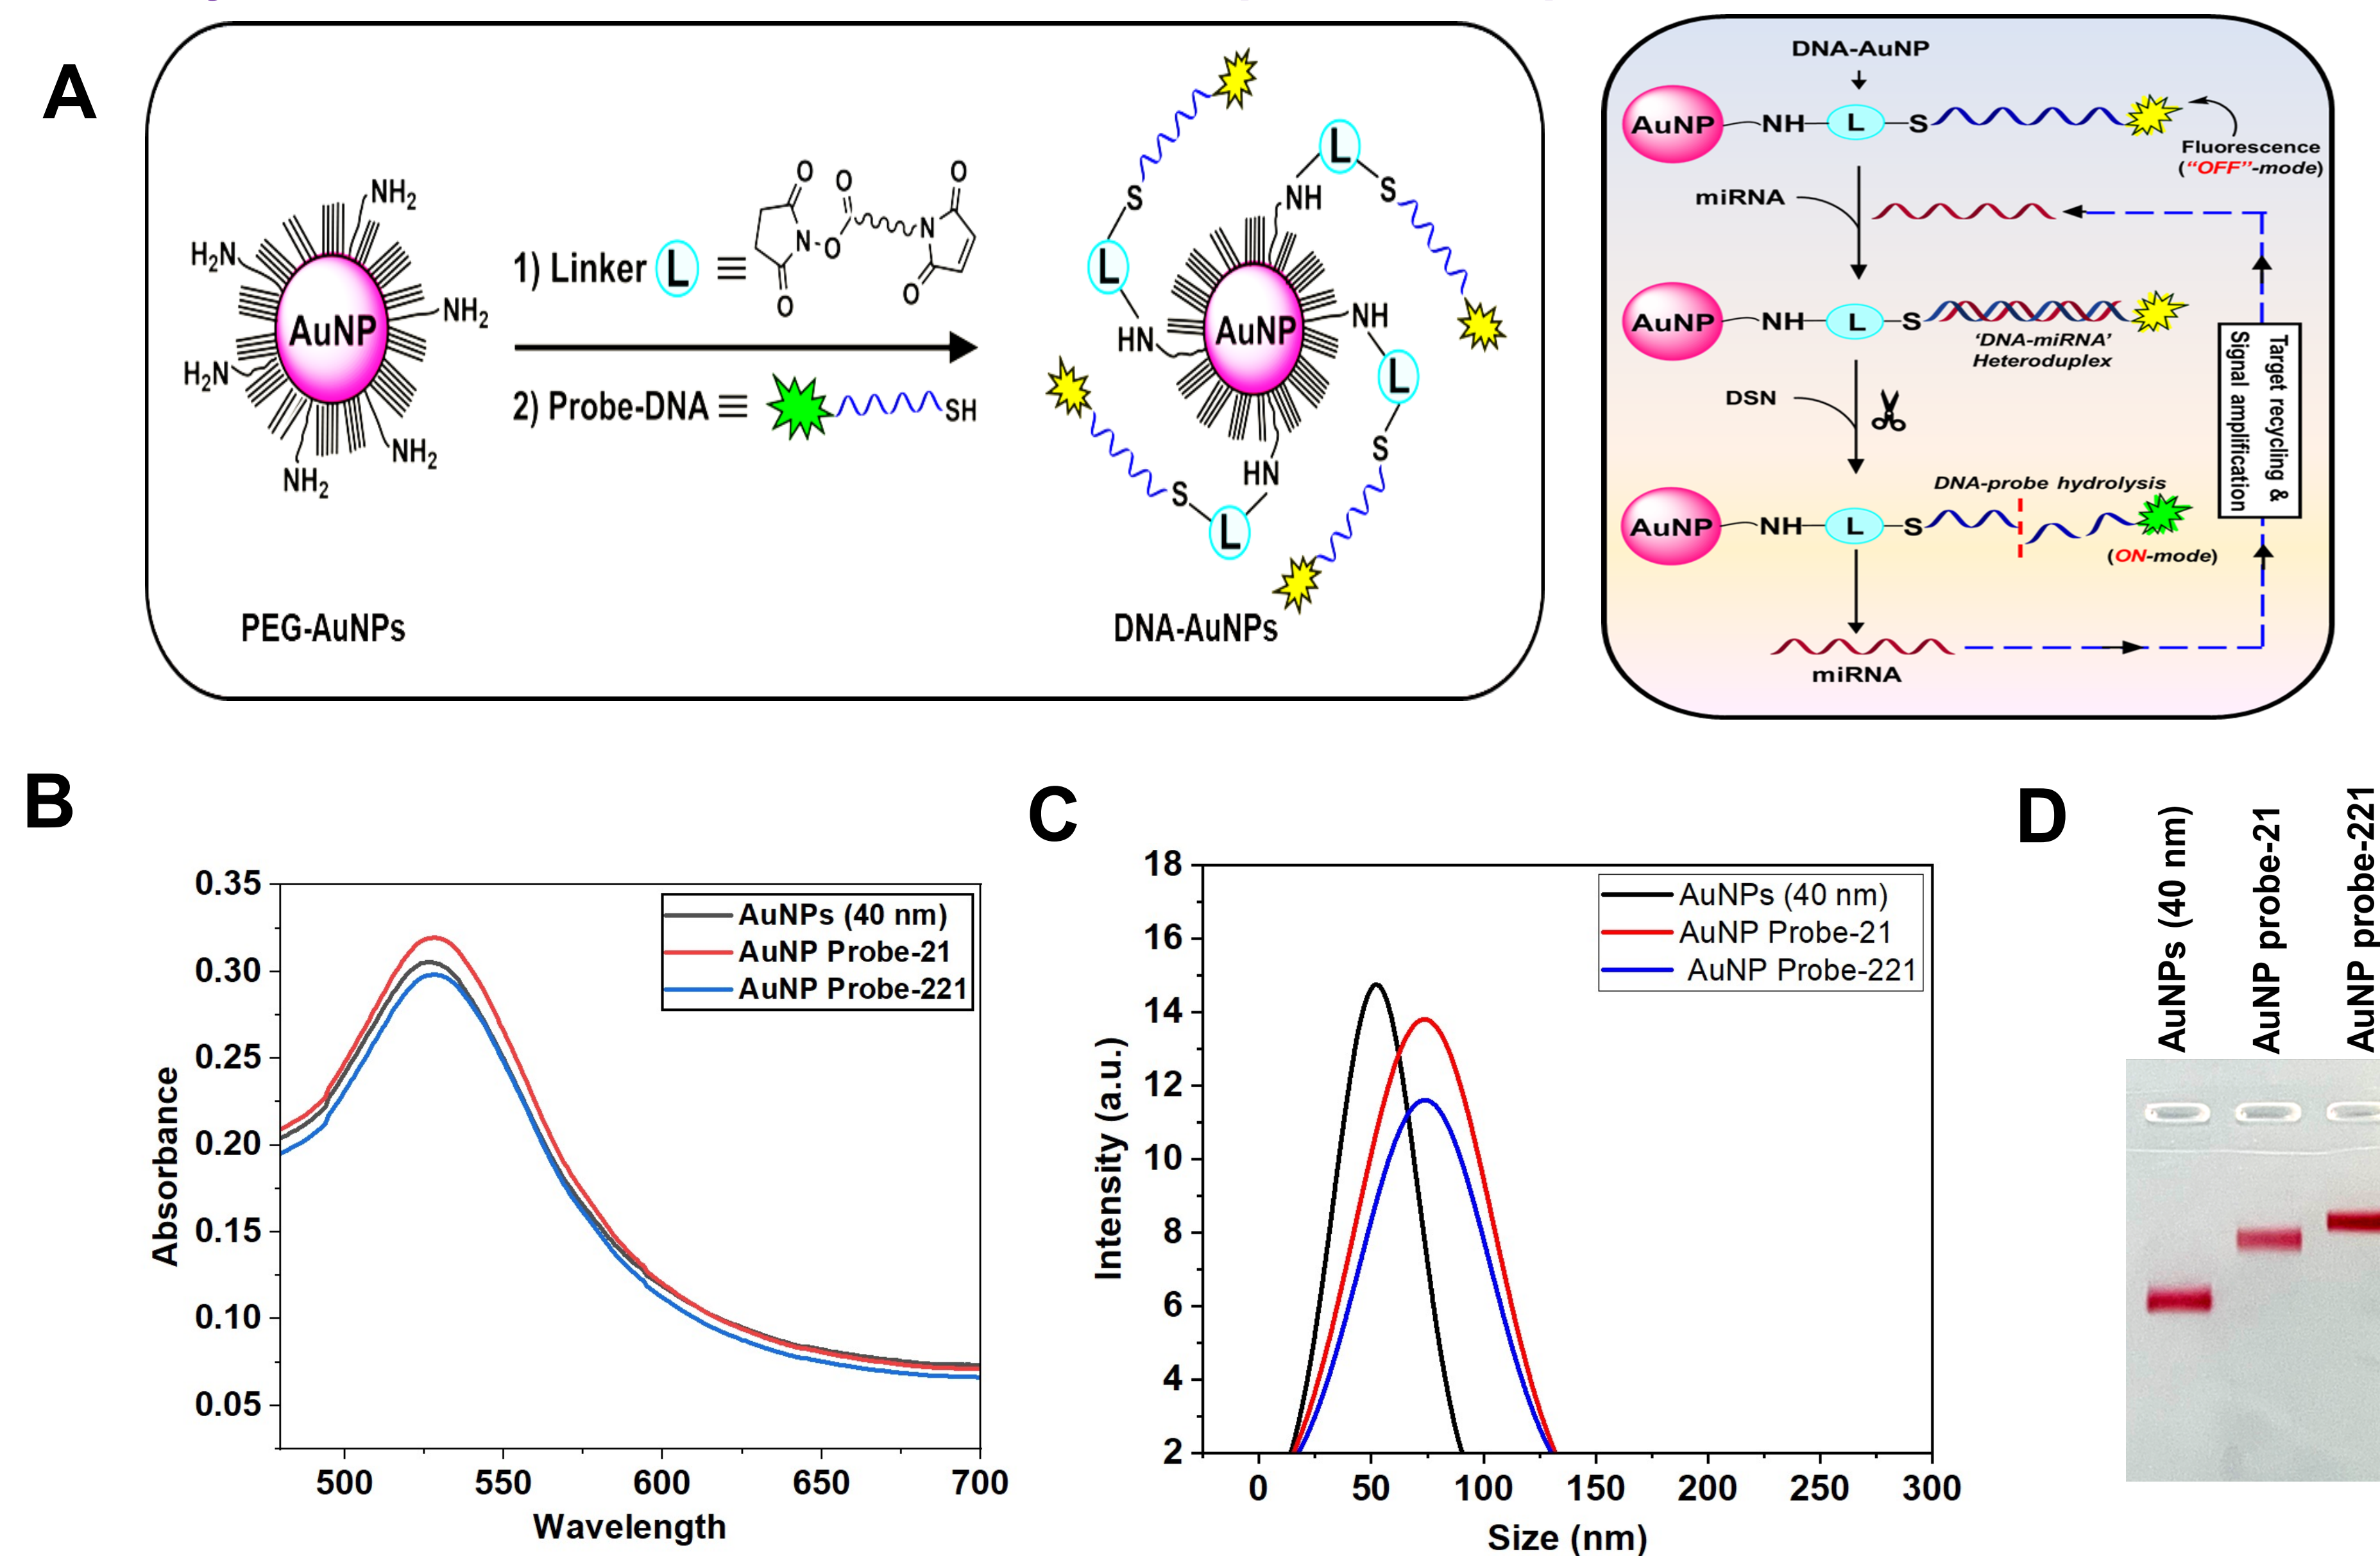 A
NH2
H2N
NH2
H2N
NH2
NH2
AuNP
PEG-AuNPs
1) Linker L ≡
O
O
N-O
O
N
O
O
2) Probe-DNA ≡
SH
S
L
HN
NH
L
S
AuNP
NH
L
S
HN
L
S
DNA-AuNPs
DNA-AuNP
AuNP
NH
L
S
Fluorescence
("OFF"-mode)
miRNA
AuNP
NH
L
S
'DNA-miRNA'
Heteroduplex
DSN
DNA-probe hydrolysis
AuNP
NH
L
S
(ON-mode)
miRNA
Target recycling &
Signal amplification
B
0.35
0.30
0.25
0.20
0.15
0.10
0.05
Absorbance
AuNPs (40 nm)
AuNP Probe-21
AuNP Probe-221
500
550
600
650
700
Wavelength
C
18
16
14
12
10
8
6
4
2
Intensity (a.u.)
AuNPs (40 nm)
AuNP Probe-21
AuNP Probe-221
0
50
100
150
200
250
300
Size (nm)
D
AuNPs (40 nm)
AuNP probe-21
AuNP probe-221